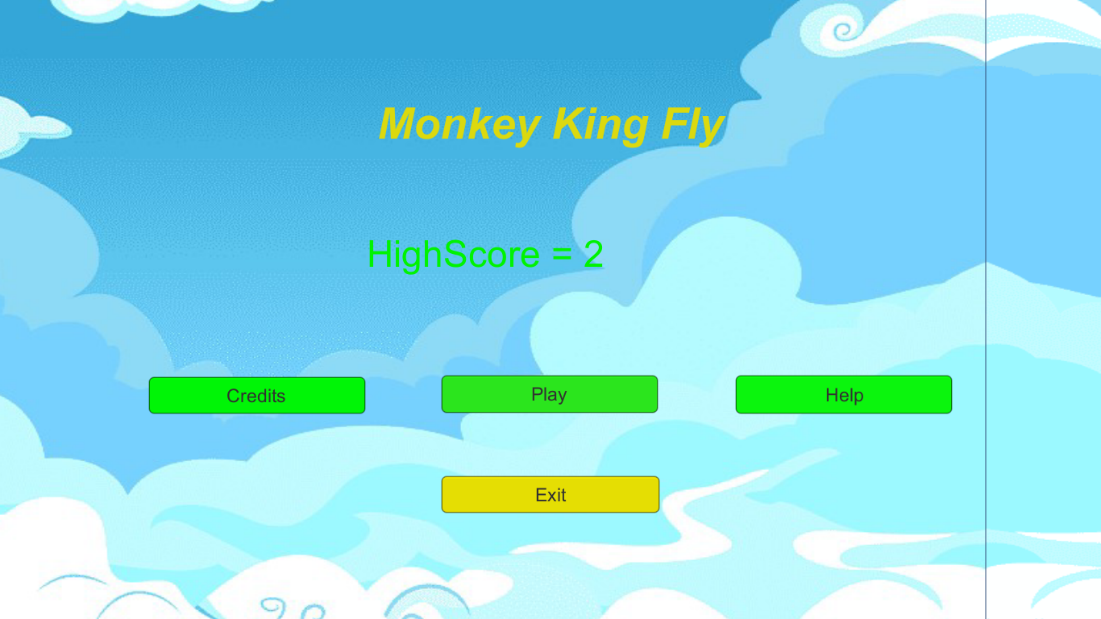 Monkey King Fly
HighScore = 2
Credits
Play
Help
Exit